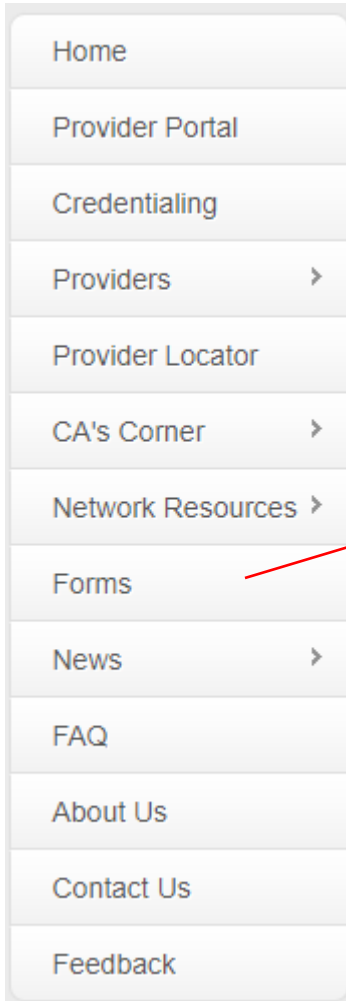 Home
Provider Portal
Credentialing
Providers
Provider Locator
CA's Corner
Network Resources
Forms
News
FAQ
About Us
Contact Us
Feedback